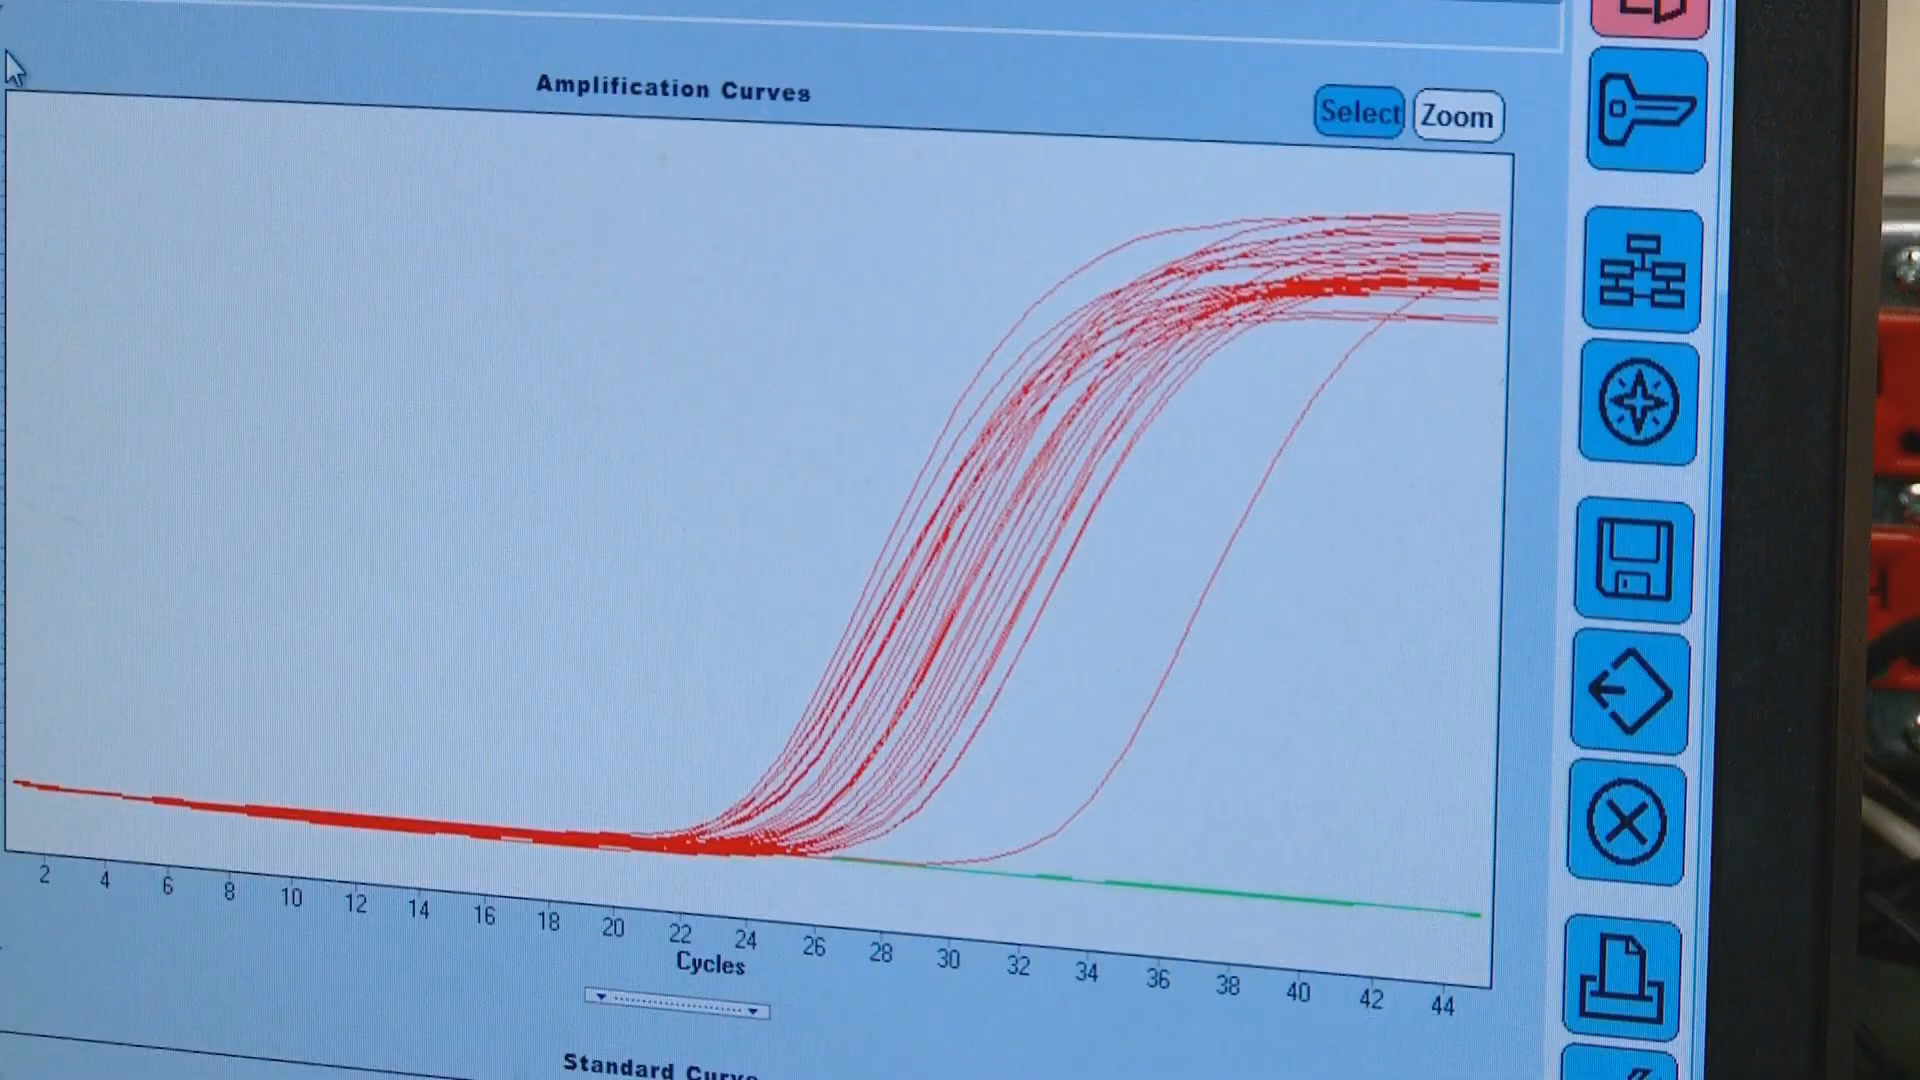 Amplification Curves
Select Zoom
2 4 6 8 10 12 14 16 18 20 22 24 26 28 30 32 34 36 38 40 42 44
Cycles
Standard Curve